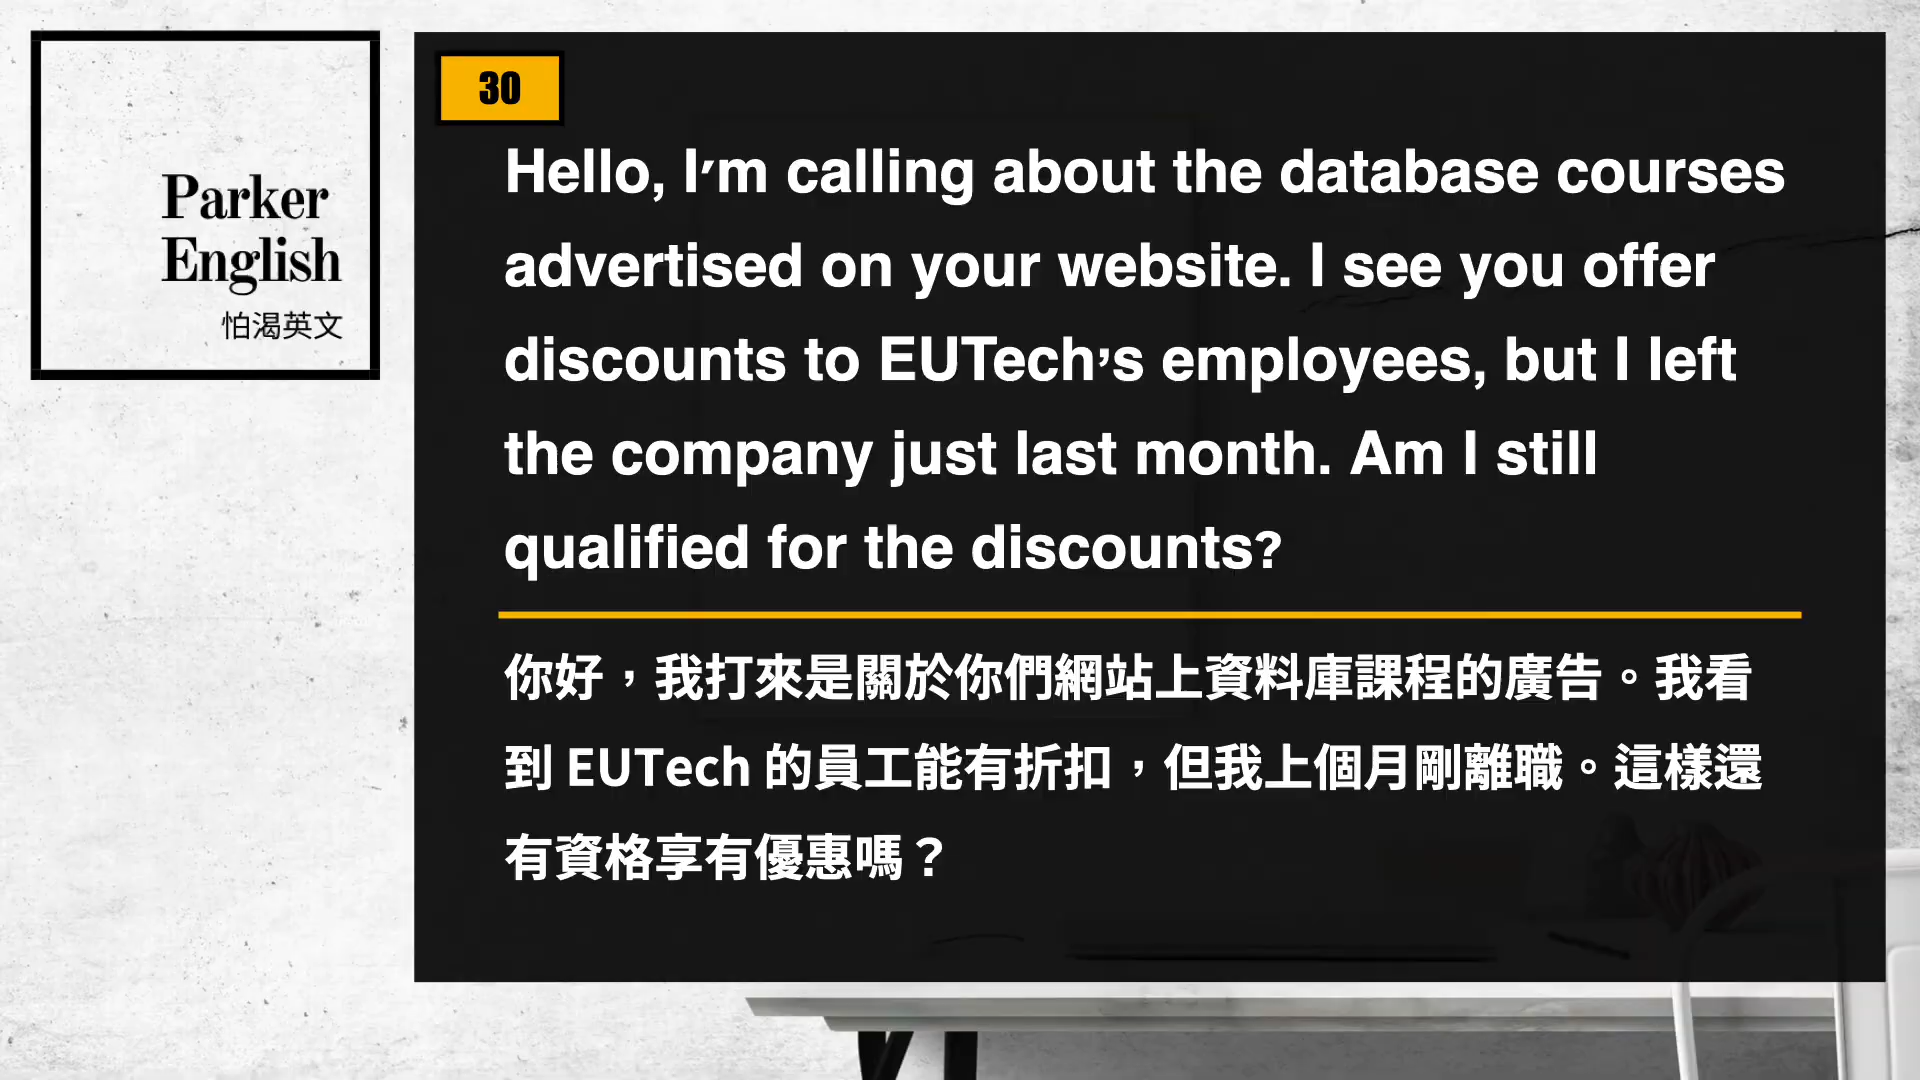 Parker
English
怕渴英文
30
Hello, I'm calling about the database courses
advertised on your website. I see you offer
discounts to EUTech's employees, but I left
the company just last month. Am I still
qualified for the discounts?
你好，我打來是關於你們網站上資料庫課程的廣告。我看
到 EUTech 的員工能有折扣，但我上個月剛離職。這樣還
有資格享有優惠嗎？